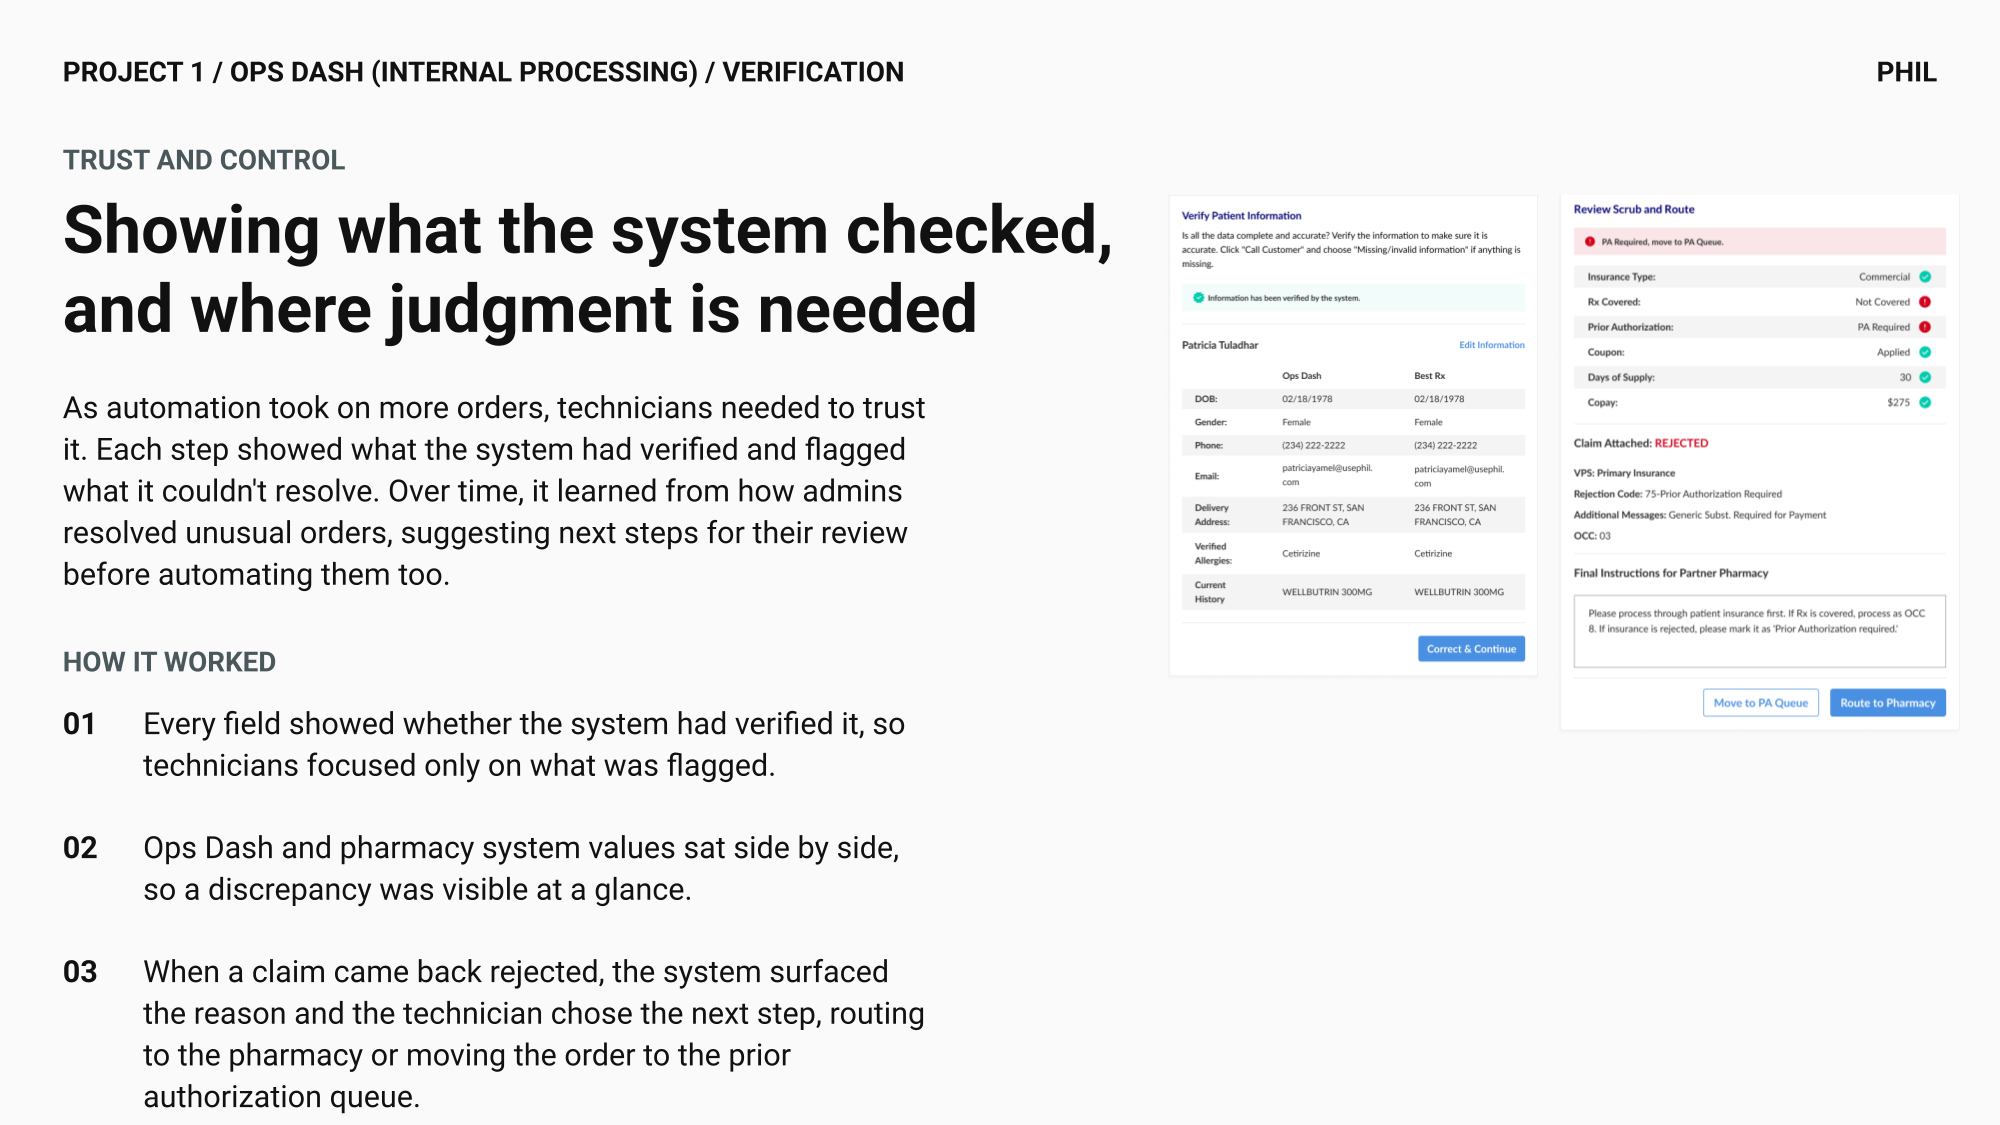 PROJECT 1 / OPS DASH (INTERNAL PROCESSING) / VERIFICATION
PHIL
TRUST AND CONTROL
Showing what the system checked,
and where judgment is needed
As automation took on more orders, technicians needed to trust
it. Each step showed what the system had verified and flagged
what it couldn't resolve. Over time, it learned from how admins
resolved unusual orders, suggesting next steps for their review
before automating them too.
HOW IT WORKED
01 Every field showed whether the system had verified it, so
technicians focused only on what was flagged.
02 Ops Dash and pharmacy system values sat side by side,
so a discrepancy was visible at a glance.
03 When a claim came back rejected, the system surfaced
the reason and the technician chose the next step, routing
to the pharmacy or moving the order to the prior
authorization queue.
Verify Patient Information
Is all the data complete and accurate? Verify the information to make sure it is
accurate. Click "Call Customer" and choose "Missing/invalid information" if anything is
missing.
Information has been verified by the system.
Patricia Tuladhar Edit Information
Ops Dash Best Rx
DOB: 02/18/1978 02/18/1978
Gender: Female Female
Phone: (234) 222-2222 (234) 222-2222
Email: patriciayamel@usephil. patriciayamel@usephil.
com com
Delivery 236 FRONT ST, SAN 236 FRONT ST, SAN
Address: FRANCISCO, CA FRANCISCO, CA
Verified
Allergies: Cetirizine Cetirizine
Current
History WELLBUTRIN 300MG WELLBUTRIN 300MG
Correct & Continue
Review Scrub and Route
PA Required, move to PA Queue.
Insurance Type: Commercial
Rx Covered: Not Covered
Prior Authorization: PA Required
Coupon: Applied
Days of Supply: 30
Copay: $275
Claim Attached: REJECTED
VPS: Primary Insurance
Rejection Code: 75-Prior Authorization Required
Additional Messages: Generic Subst. Required for Payment
OCC: 03
Final Instructions for Partner Pharmacy
Please process through patient insurance first. If Rx is covered, process as OCC
8. If insurance is rejected, please mark it as 'Prior Authorization required.'
Move to PA Queue Route to Pharmacy